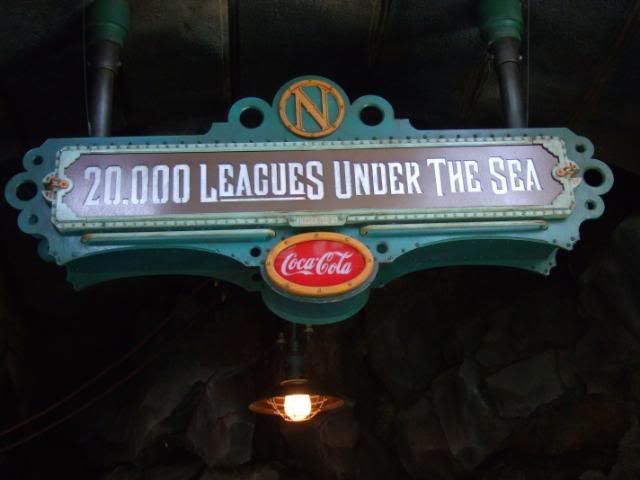 N
20.000 LEAGUES UNDER THE SEA
Coca-Cola